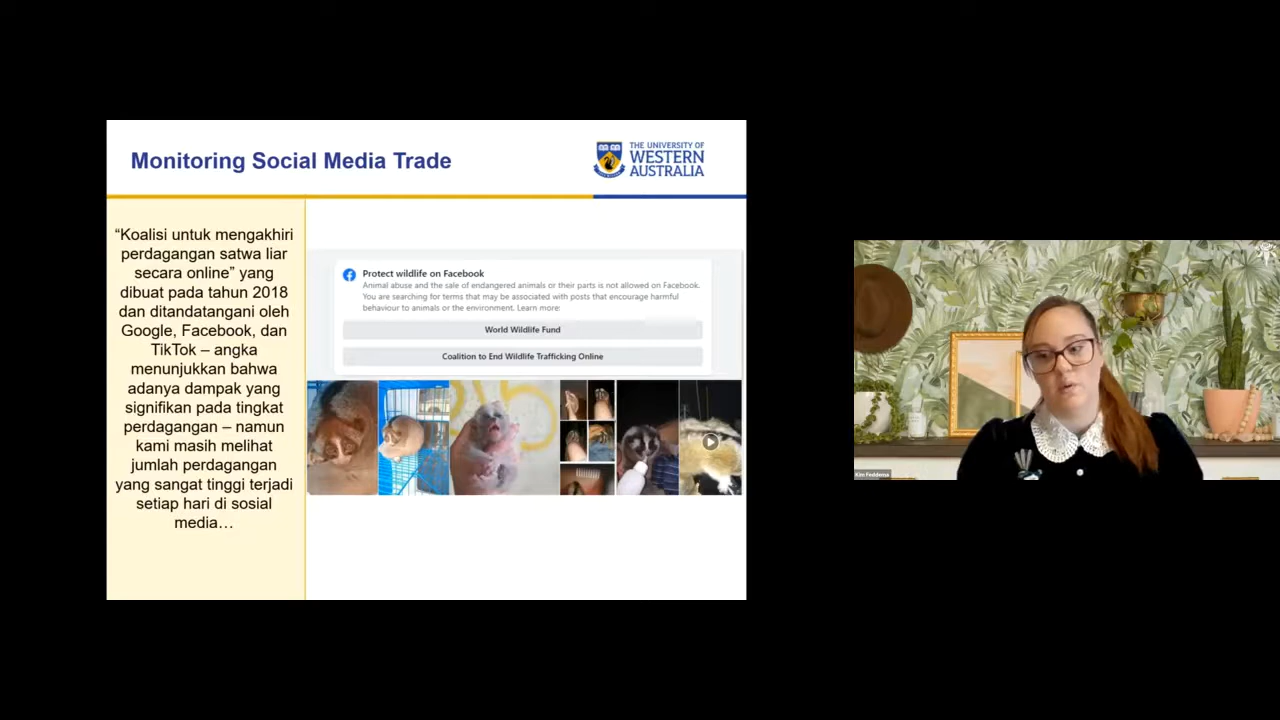 Monitoring Social Media Trade
THE UNIVERSITY OF
WESTERN
AUSTRALIA
“Koalisi untuk mengakhiri
perdagangan satwa liar
secara online” yang
dibuat pada tahun 2018
dan ditandatangani oleh
Google, Facebook, dan
TikTok – angka
menunjukkan bahwa
adanya dampak yang
signifikan pada tingkat
perdagangan – namun
kami masih melihat
jumlah perdagangan
yang sangat tinggi terjadi
setiap hari di sosial
media…
Protect wildlife on Facebook
Animal abuse and the sale of endangered animals or their parts is not allowed on Facebook.
You are searching for terms that may be associated with posts that encourage harmful
behaviour to animals or the environment. Learn more:
World Wildlife Fund
Coalition to End Wildlife Trafficking Online
Kim Feddema